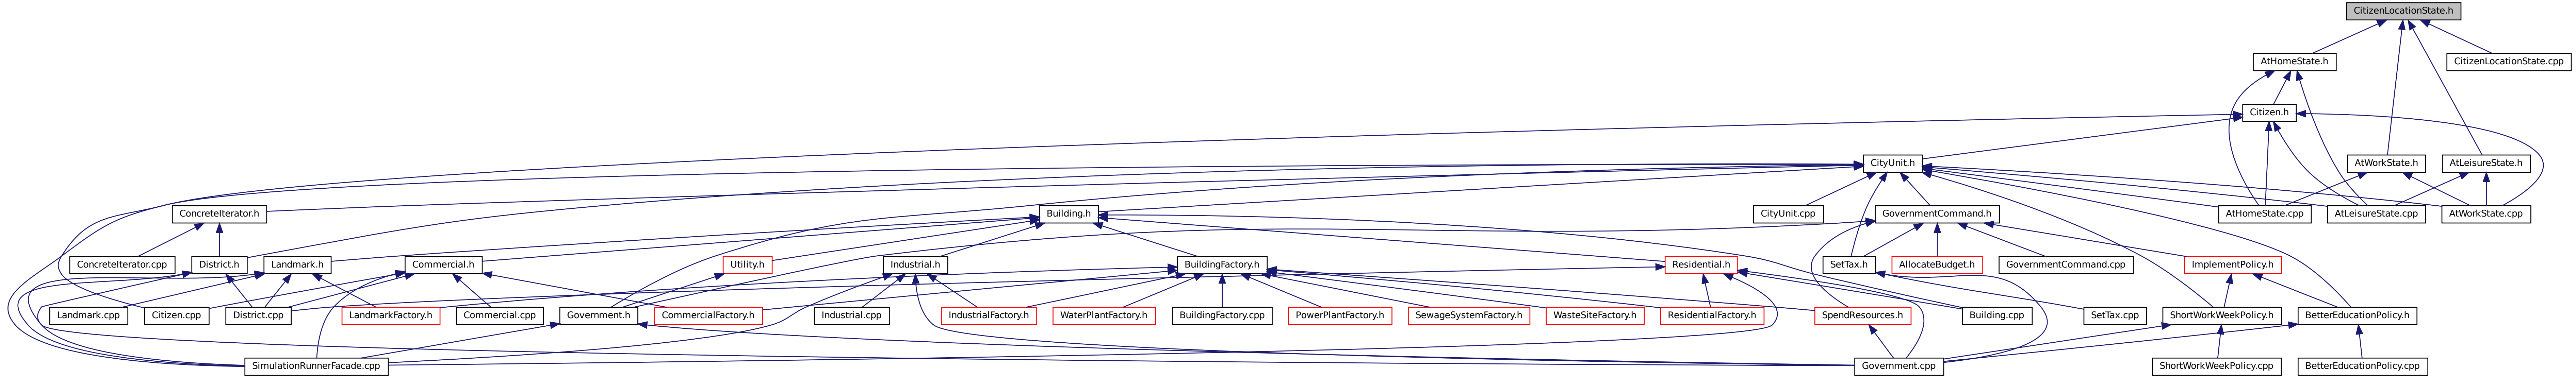 CitizenLocationState.h
AtHomeState.h
CitizenLocationState.cpp
Citizen.h
CityUnit.h
AtWorkState.h
AtLeisureState.h
ConcreteIterator.h
Building.h
CityUnit.cpp
GovernmentCommand.h
AtHomeState.cpp
AtLeisureState.cpp
AtWorkState.cpp
ConcreteIterator.cpp
District.h
Landmark.h
Commercial.h
Utility.h
Industrial.h
BuildingFactory.h
Residential.h
SetTax.h
AllocateBudget.h
GovernmentCommand.cpp
ImplementPolicy.h
Landmark.cpp
Citizen.cpp
District.cpp
LandmarkFactory.h
Commercial.cpp
Government.h
CommercialFactory.h
Industrial.cpp
IndustrialFactory.h
WaterPlantFactory.h
BuildingFactory.cpp
PowerPlantFactory.h
SewageSystemFactory.h
WasteSiteFactory.h
ResidentialFactory.h
SpendResources.h
Building.cpp
SetTax.cpp
ShortWorkWeekPolicy.h
BetterEducationPolicy.h
SimulationRunnerFacade.cpp
Government.cpp
ShortWorkWeekPolicy.cpp
BetterEducationPolicy.cpp